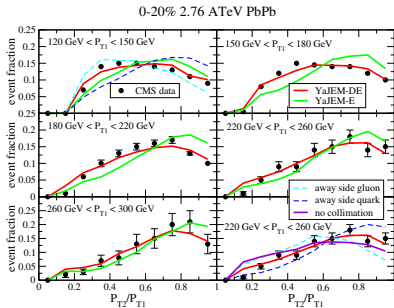 0-20% 2.76 ATeV PbPb
120 GeV < P_T1 < 150 GeV
150 GeV < P_T1 < 180 GeV
CMS data
YaJEM-DE
YaJEM-E
0.25
0.2
0.15
0.1
0.05
event fraction
180 GeV < P_T1 < 220 GeV
220 GeV < P_T1 < 260 GeV
0.25
0.2
0.15
0.1
0.05
event fraction
away side gluon
away side quark
no collimation
260 GeV < P_T1 < 300 GeV
220 GeV < P_T1 < 260 GeV
0.25
0.2
0.15
0.1
0.05
0
event fraction
0 0.2 0.4 0.6 0.8
0.2 0.4 0.6 0.8
P_T2/P_T1
P_T2/P_T1